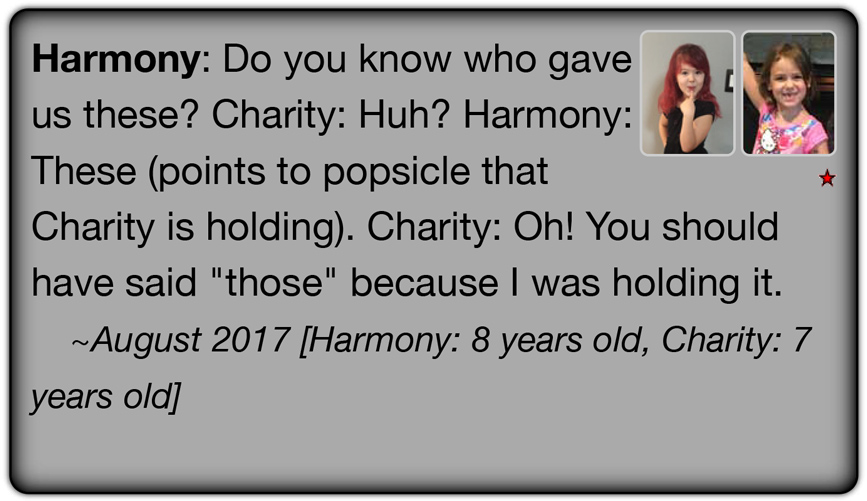 Harmony: Do you know who gave
us these? Charity: Huh? Harmony:
These (points to popsicle that
Charity is holding). Charity: Oh! You should
have said "those" because I was holding it.
~August 2017 [Harmony: 8 years old, Charity: 7
years old]